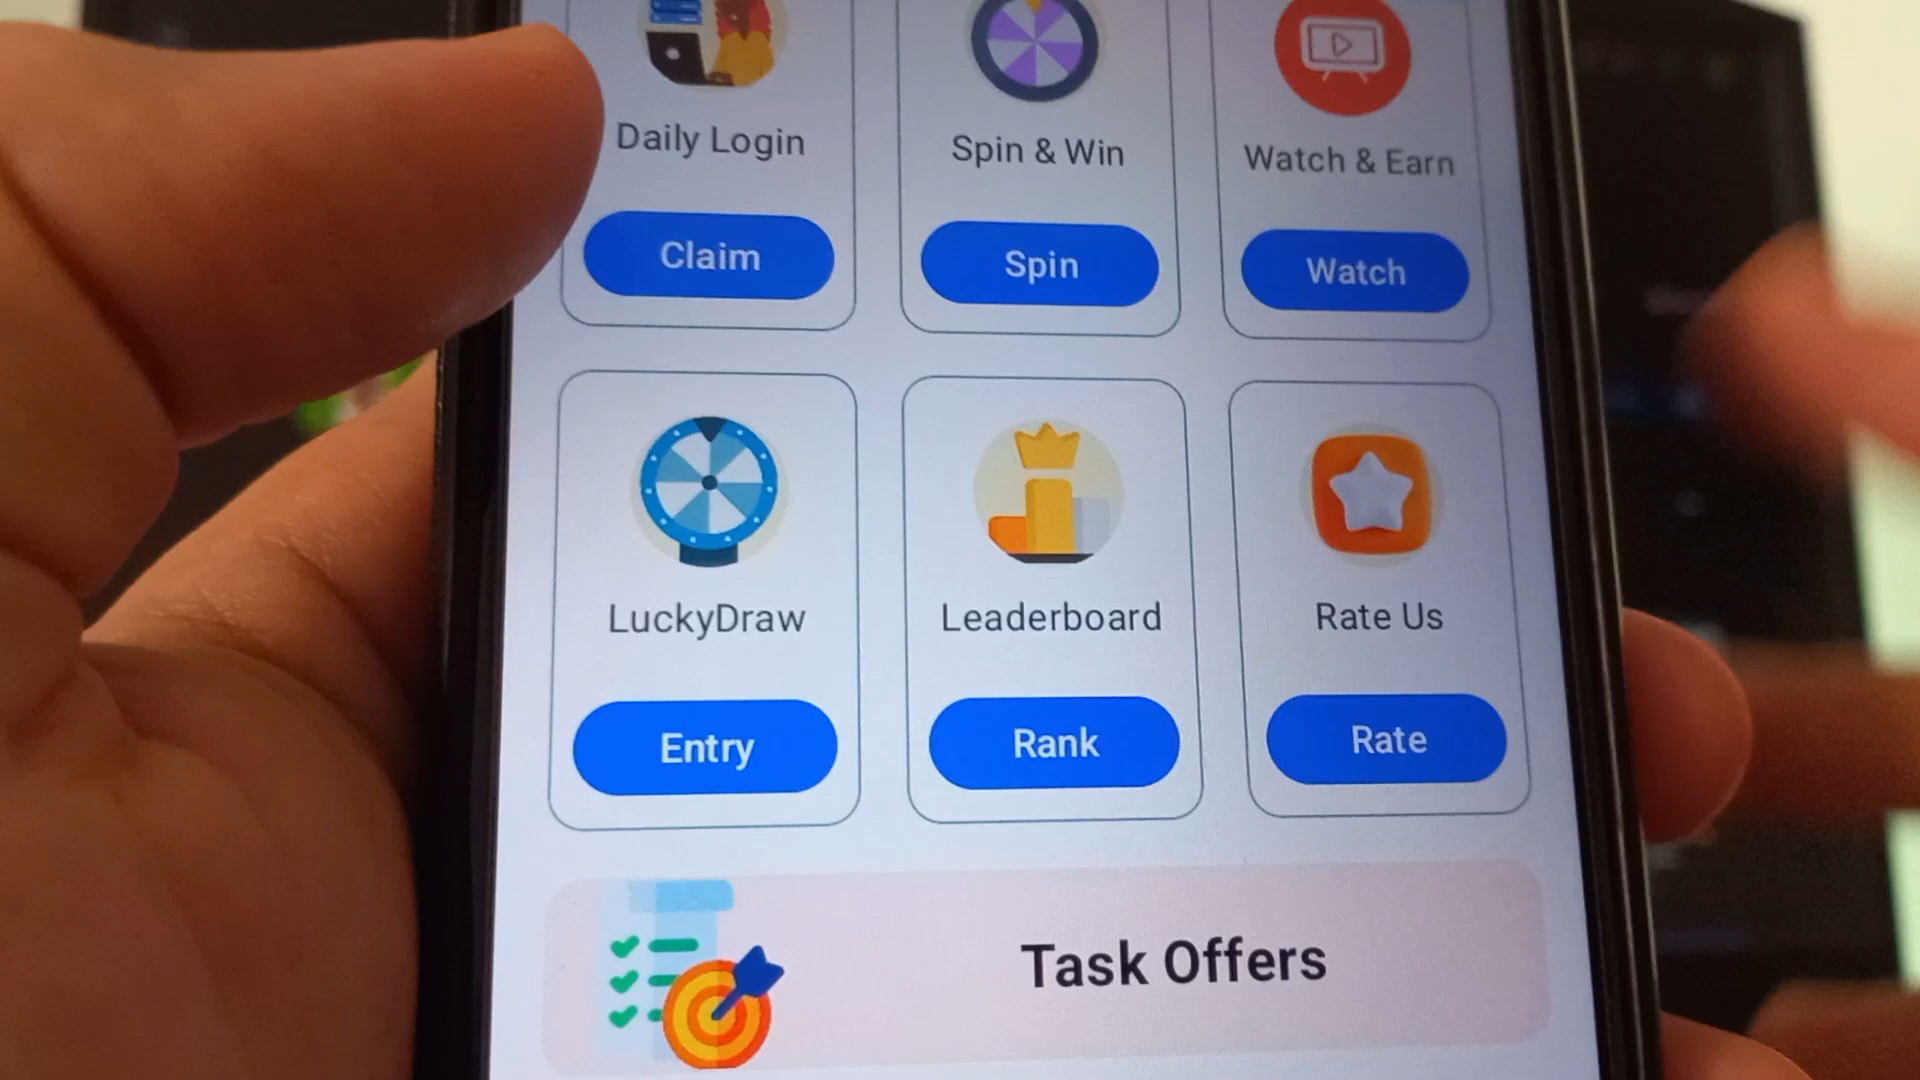 Daily Login
Spin & Win
Watch & Earn
Claim
Spin
Watch
LuckyDraw
Leaderboard
Rate Us
Entry
Rank
Rate
Task Offers